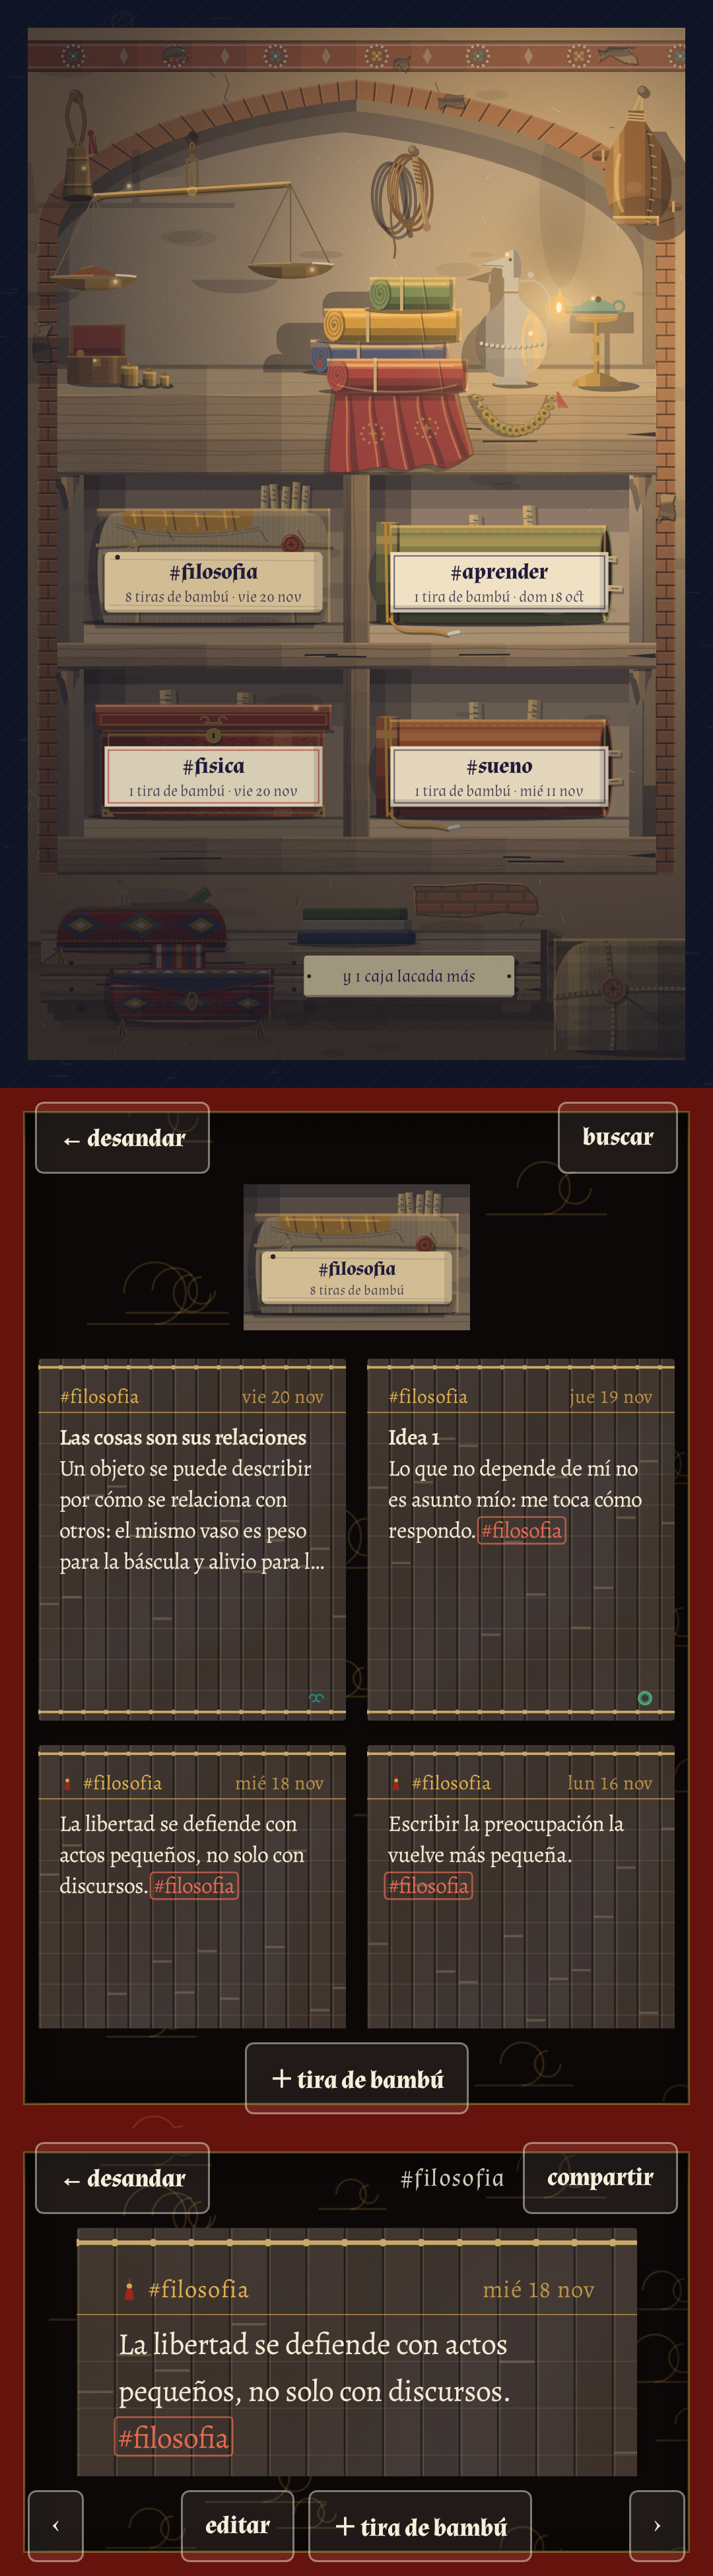 #filosofia
8 tiras de bambú · vie 20 nov
#aprender
1 tira de bambú · dom 18 oct
#fisica
1 tira de bambú · vie 20 nov
#sueno
1 tira de bambú · mié 11 nov
y 1 caja lacada más
← desandar
buscar
#filosofia
8 tiras de bambú
#filosofia vie 20 nov
Las cosas son sus relaciones
Un objeto se puede describir
por cómo se relaciona con
otros: el mismo vaso es peso
para la báscula y alivio para l...
#filosofia jue 19 nov
Idea 1
Lo que no depende de mí no
es asunto mío: me toca cómo
respondo. #filosofia
#filosofia mié 18 nov
La libertad se defiende con
actos pequeños, no solo con
discursos. #filosofia
#filosofia lun 16 nov
Escribir la preocupación la
vuelve más pequeña.
#filosofia
+ tira de bambú
← desandar
#filosofia
compartir
#filosofia mié 18 nov
La libertad se defiende con actos
pequeños, no solo con discursos.
#filosofia
‹
editar
+ tira de bambú
›